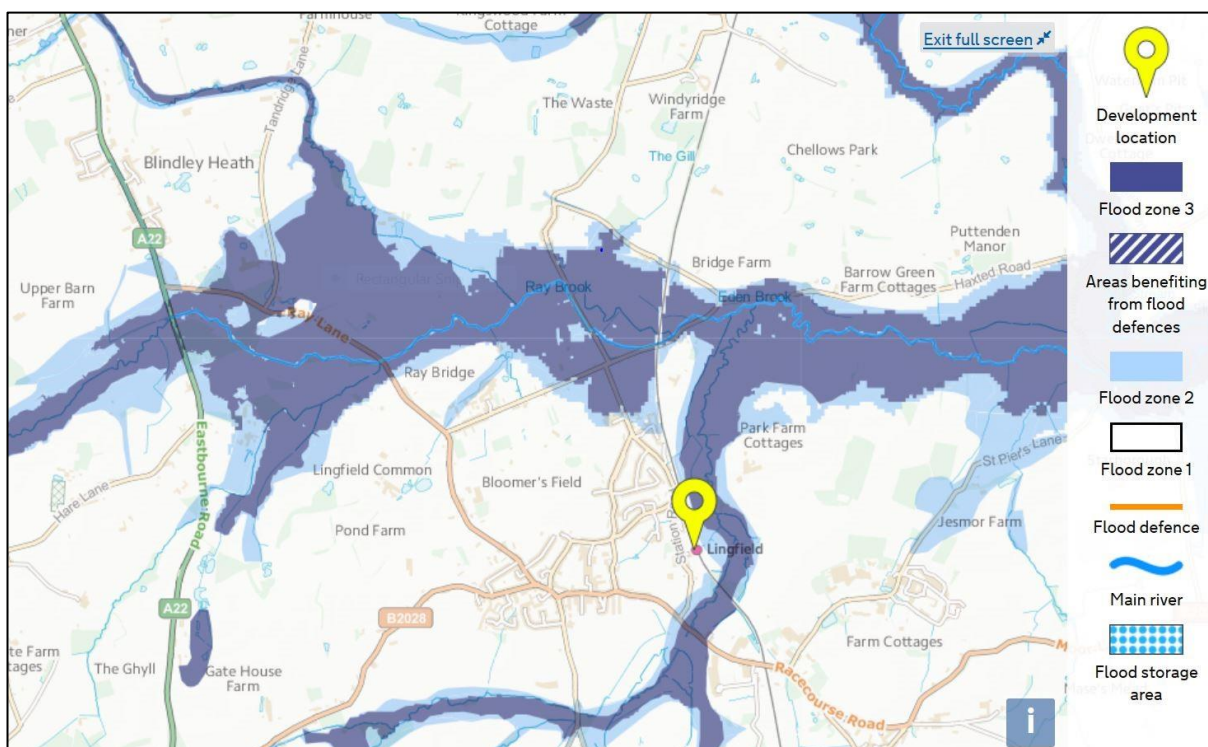 Farmhouse
Cottage
Exit full screen
Tandridge Lane
The Waste
Windyridge
Farm
The Gill
Blindley Heath
Chellows Park
A22
Upper Barn
Farm
Puttenden
Manor
Bridge Farm
Barrow Green
Farm Cottages
Haxted Road
Ray Brook
Eden Brook
Ray Lane
Ray Bridge
Eastbourne Road
Park Farm
Cottages
St Pier's Lane
Lingfield Common
Bloomer's Field
Hare Lane
Pond Farm
Jesmor Farm
Lingfield
A22
B2028
Farm Cottages
The Ghyll
Gate House
Farm
Racecourse Road
i
Development
location
Flood zone 3
Areas benefiting
from flood
defences
Flood zone 2
Flood zone 1
Flood defence
Main river
Flood storage
area